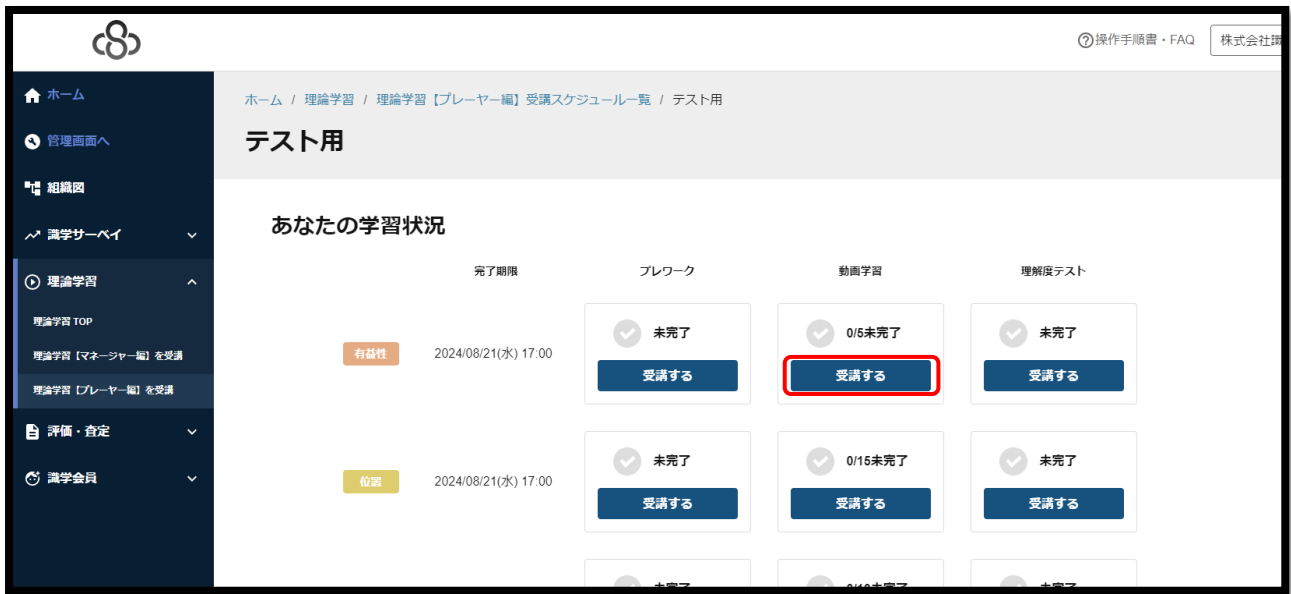 操作手順書・FAQ
株式会社識
ホーム
管理画面へ
組織図
識学サーベイ
理論学習
理論学習 TOP
理論学習【マネージャー編】を受講
理論学習【プレーヤー編】を受講
評価・査定
識学会員
ホーム / 理論学習 / 理論学習【プレーヤー編】受講スケジュール一覧 / テスト用
テスト用
あなたの学習状況
完了期限 プレワーク 動画学習 理解度テスト
未完了 0/5未完了 未完了
有益性 2024/08/21(水) 17:00
受講する 受講する 受講する
未完了 0/15未完了 未完了
位置 2024/08/21(水) 17:00
受講する 受講する 受講する
未完了 未完了